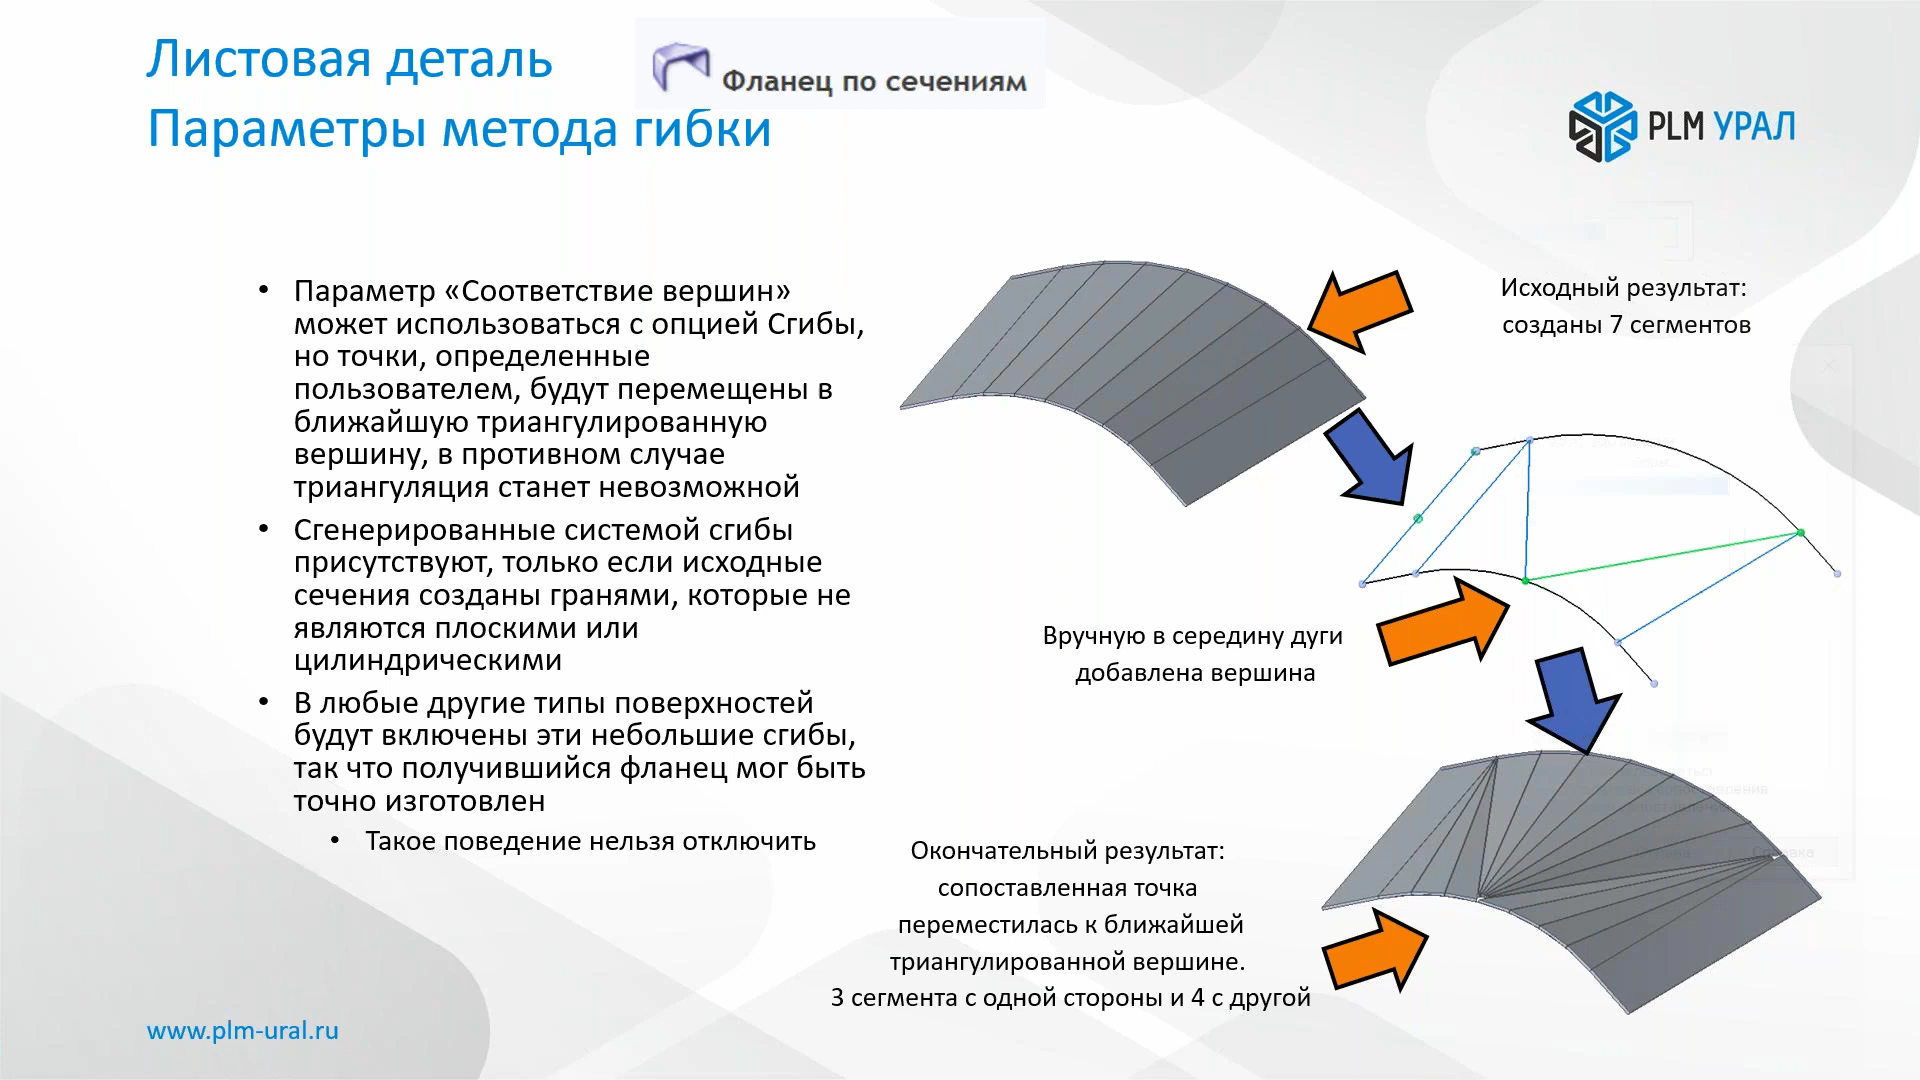 Листовая деталь
Фланец по сечениям
Параметры метода гибки
PLM УРАЛ
• Параметр «Соответствие вершин»
может использоваться с опцией Сгибы,
но точки, определенные
пользователем, будут перемещены в
ближайшую триангулированную
вершину, в противном случае
триангуляция станет невозможной
• Сгенерированные системой сгибы
присутствуют, только если исходные
сечения созданы гранями, которые не
являются плоскими или
цилиндрическими
• В любые другие типы поверхностей
будут включены эти небольшие сгибы,
так что получившийся фланец мог быть
точно изготовлен
• Такое поведение нельзя отключить
Исходный результат:
созданы 7 сегментов
Вручную в середину дуги
добавлена вершина
Окончательный результат:
сопоставленная точка
переместилась к ближайшей
триангулированной вершине.
3 сегмента с одной стороны и 4 с другой
www.plm-ural.ru